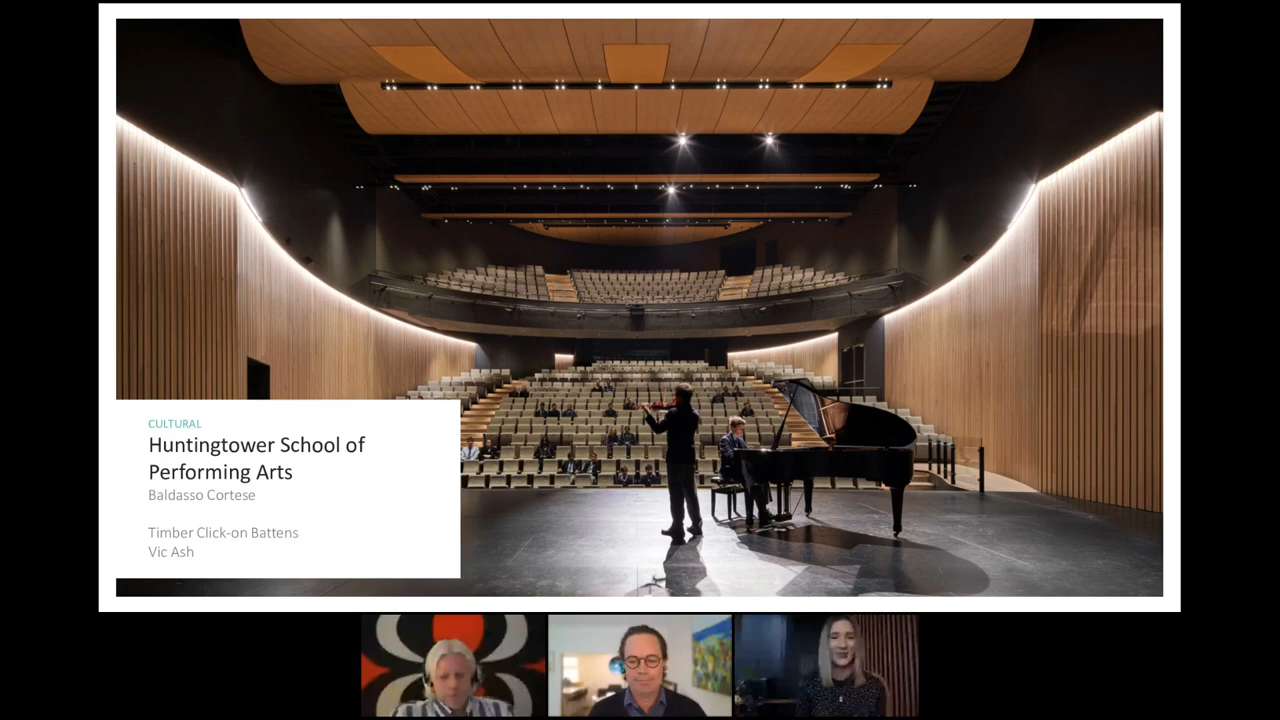 CULTURAL
Huntingtower School of
Performing Arts
Baldasso Cortese
Timber Click-on Battens
Vic Ash